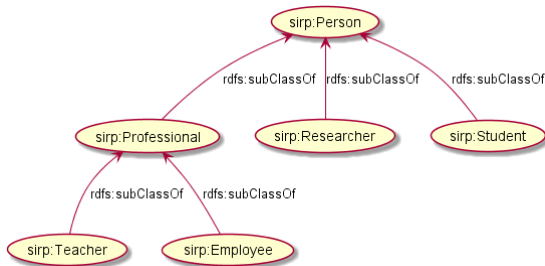 sirp:Person
rdfs:subClassOf rdfs:subClassOf rdfs:subClassOf
sirp:Professional sirp:Researcher sirp:Student
rdfs:subClassOf rdfs:subClassOf
sirp:Teacher sirp:Employee